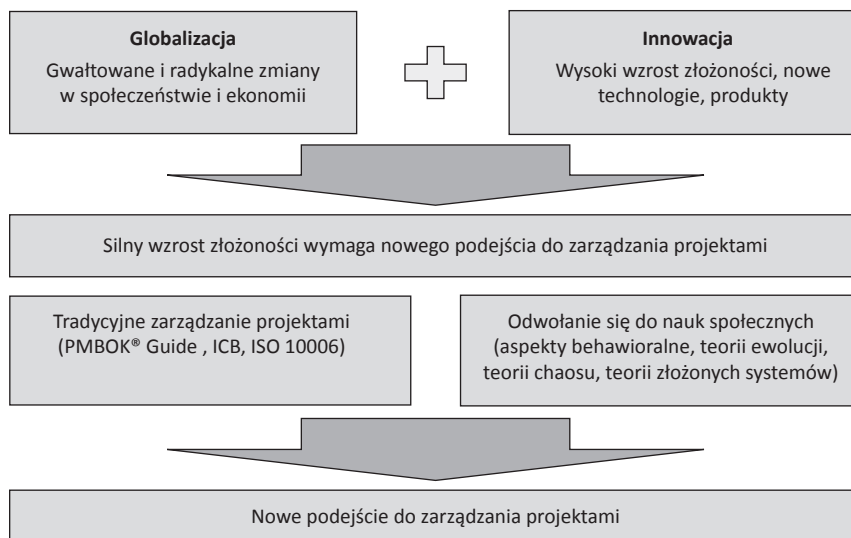 Globalizacja
Gwałtowane i radykalne zmiany
w społeczeństwie i ekonomii
Innowacja
Wysoki wzrost złożoności, nowe
technologie, produkty
Silny wzrost złożoności wymaga nowego podejścia do zarządzania projektami
Tradycyjne zarządzanie projektami
(PMBOK® Guide , ICB, ISO 10006)
Odwołanie się do nauk społecznych
(aspekty behawioralne, teorii ewolucji,
teorii chaosu, teorii złożonych systemów)
Nowe podejście do zarządzania projektami